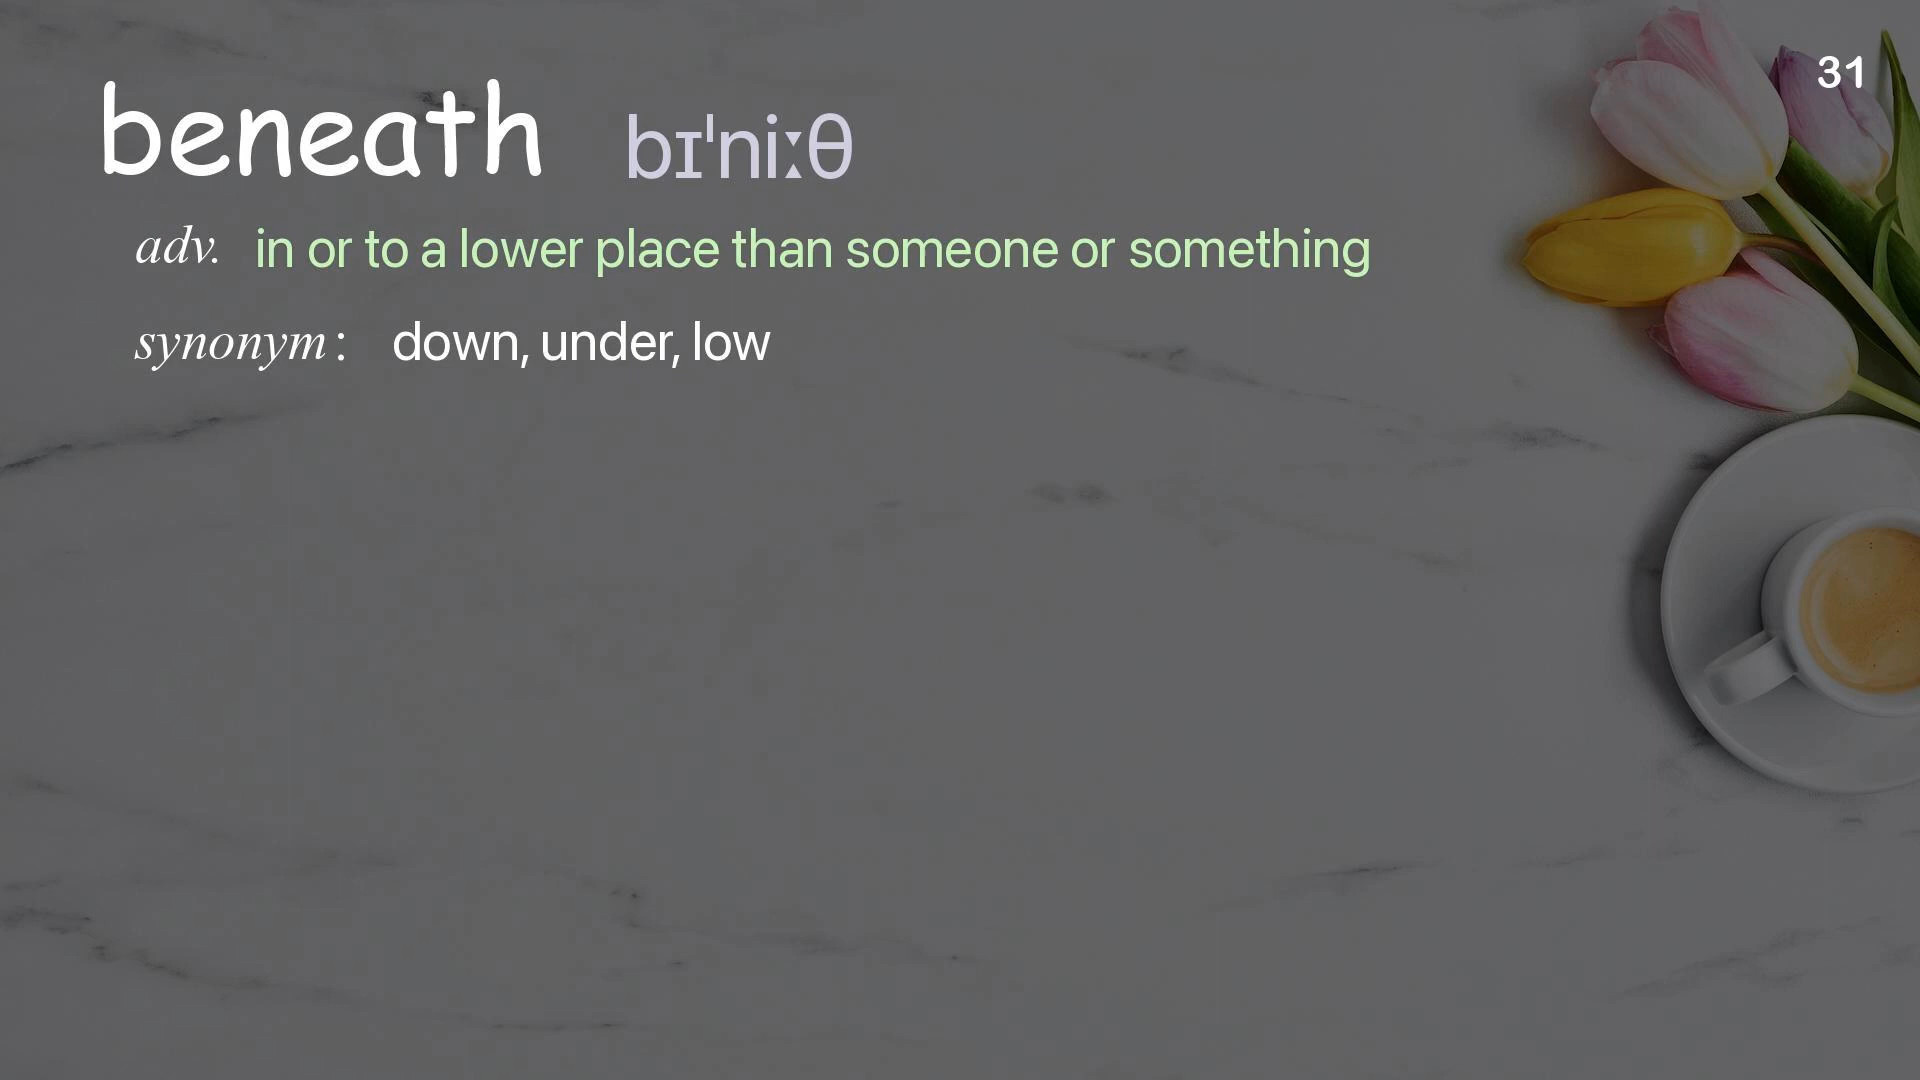 31
beneath bɪˈniːθ
adv. in or to a lower place than someone or something
synonym : down, under, low